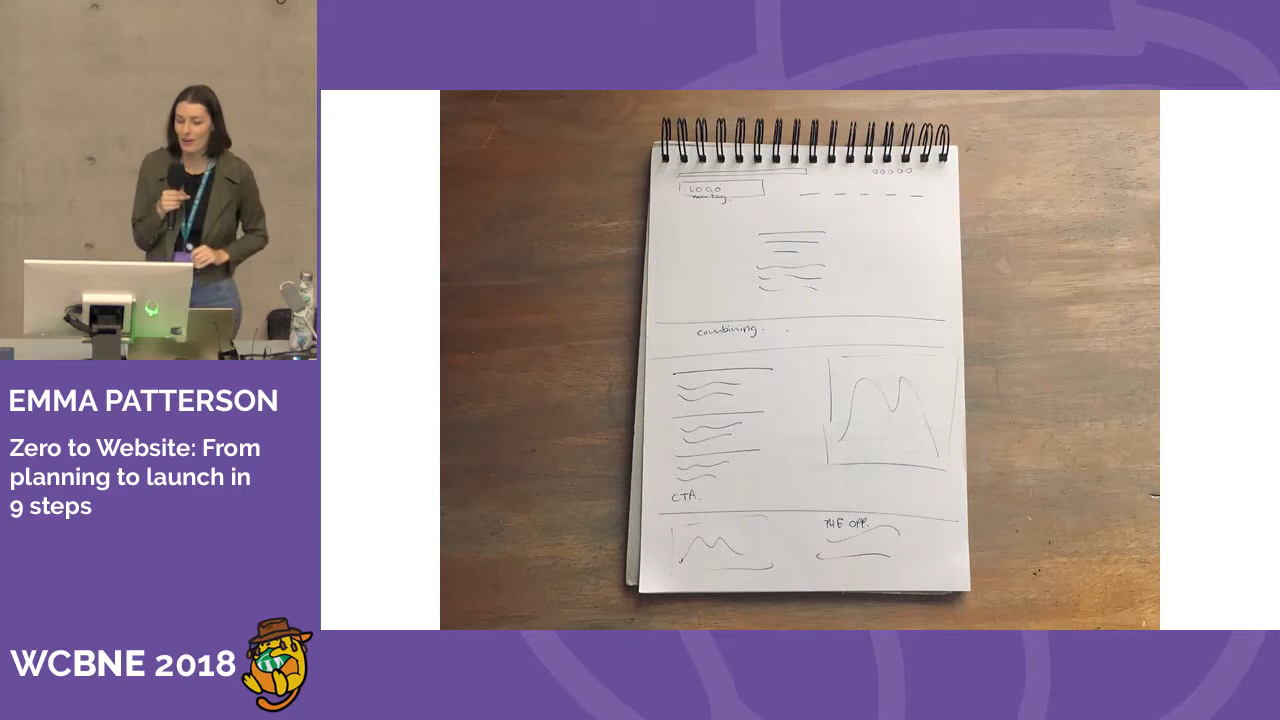 EMMA PATTERSON
Zero to Website: From
planning to launch in
9 steps
WCBNE 2018
LOGO
combining.
CTA.
THE OPP.